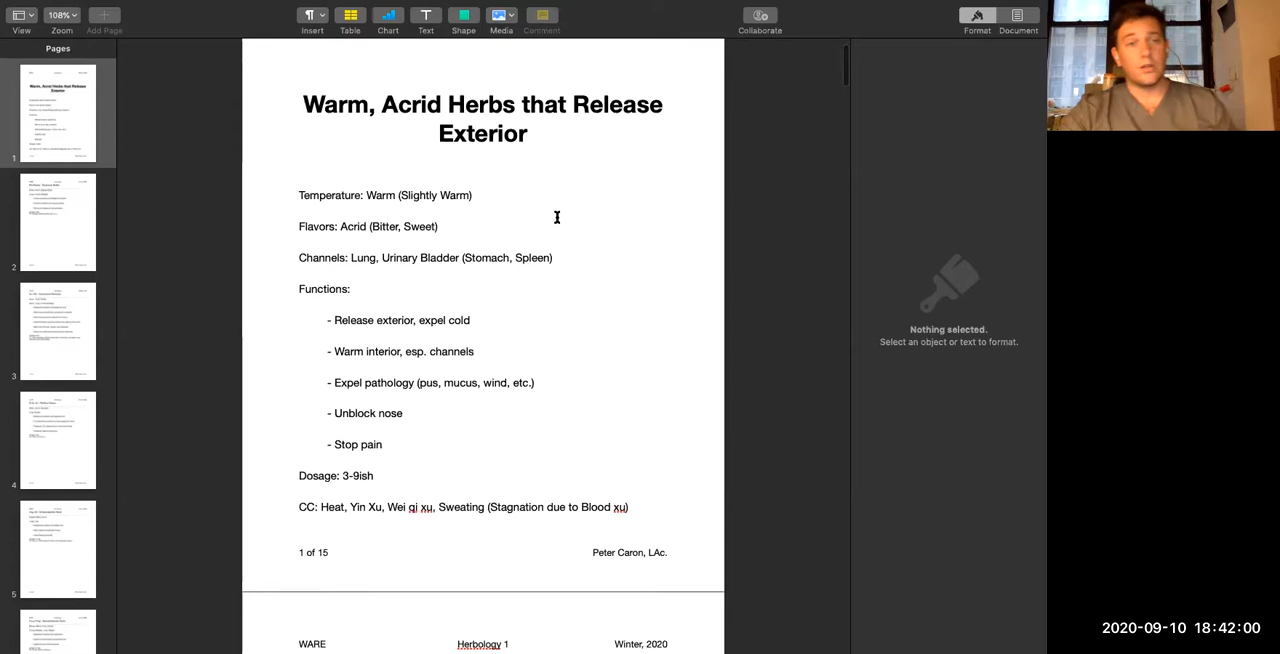 View
108%
Zoom
Add Page
Insert
Table
Chart
Text
Shape
Media
Comment
Collaborate
Format
Document
Pages
1
2
3
4
5
Warm, Acrid Herbs that Release
Exterior
Temperature: Warm (Slightly Warm)
Flavors: Acrid (Bitter, Sweet)
Channels: Lung, Urinary Bladder (Stomach, Spleen)
Functions:
- Release exterior, expel cold
- Warm interior, esp. channels
- Expel pathology (pus, mucus, wind, etc.)
- Unblock nose
- Stop pain
Dosage: 3-9ish
CC: Heat, Yin Xu, Wei qi xu, Sweating (Stagnation due to Blood xu)
1 of 15 Peter Caron, LAc.
WARE Herbology 1 Winter, 2020
Nothing selected.
Select an object or text to format.
2020-09-10 18:42:00